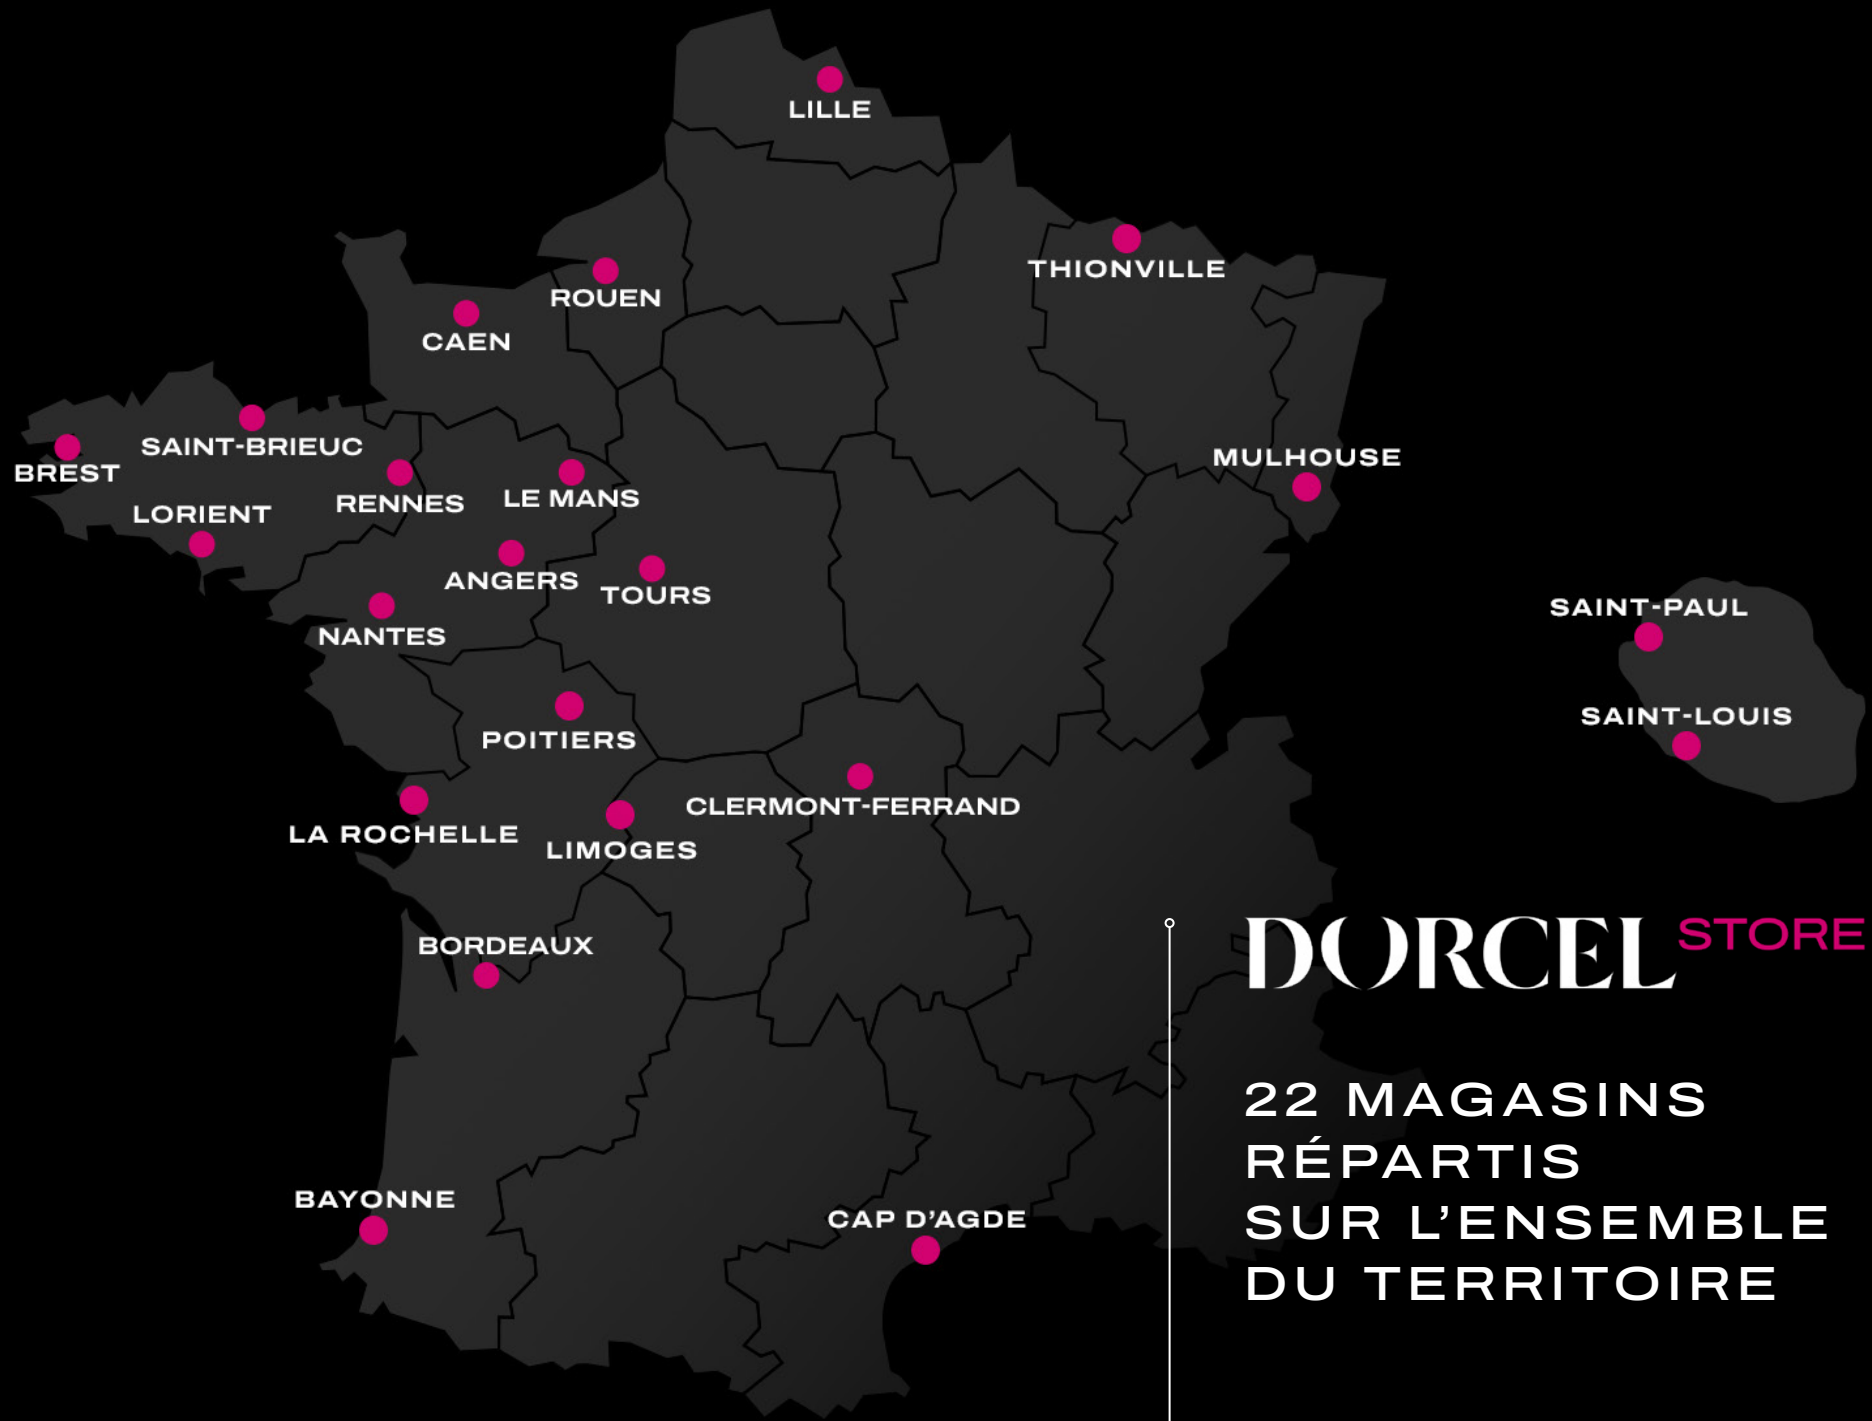 LILLE
THIONVILLE
ROUEN
CAEN
SAINT-BRIEUC
BREST
MULHOUSE
RENNES
LE MANS
LORIENT
ANGERS
TOURS
NANTES
SAINT-PAUL
SAINT-LOUIS
POITIERS
CLERMONT-FERRAND
LA ROCHELLE
LIMOGES
BORDEAUX
BAYONNE
CAP D’AGDE
DORCEL STORE
22 MAGASINS
RÉPARTIS
SUR L’ENSEMBLE
DU TERRITOIRE